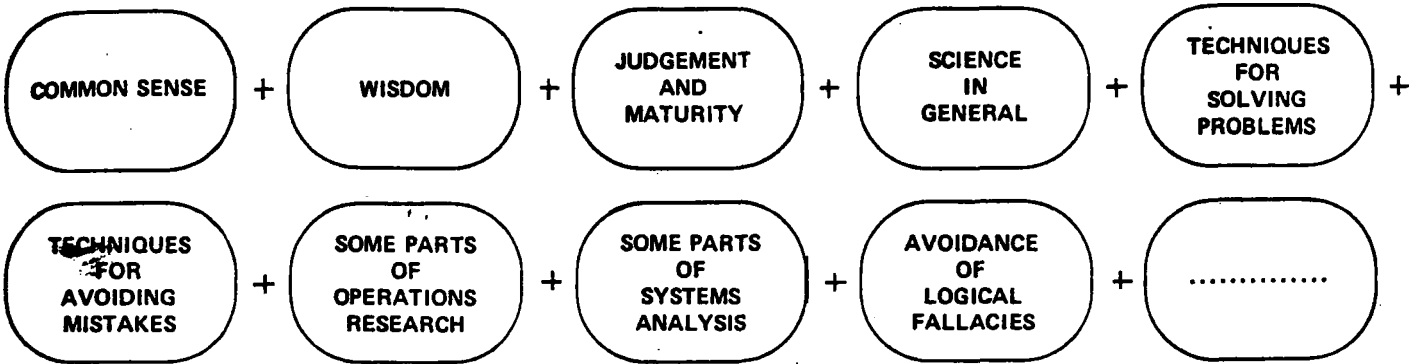 COMMON SENSE
+
WISDOM
+
JUDGEMENT
AND
MATURITY
+
SCIENCE
IN
GENERAL
+
TECHNIQUES
FOR
SOLVING
PROBLEMS
+
TECHNIQUES
FOR
AVOIDING
MISTAKES
+
SOME PARTS
OF
OPERATIONS
RESEARCH
+
SOME PARTS
OF
SYSTEMS
ANALYSIS
+
AVOIDANCE
OF
LOGICAL
FALLACIES
+
..............